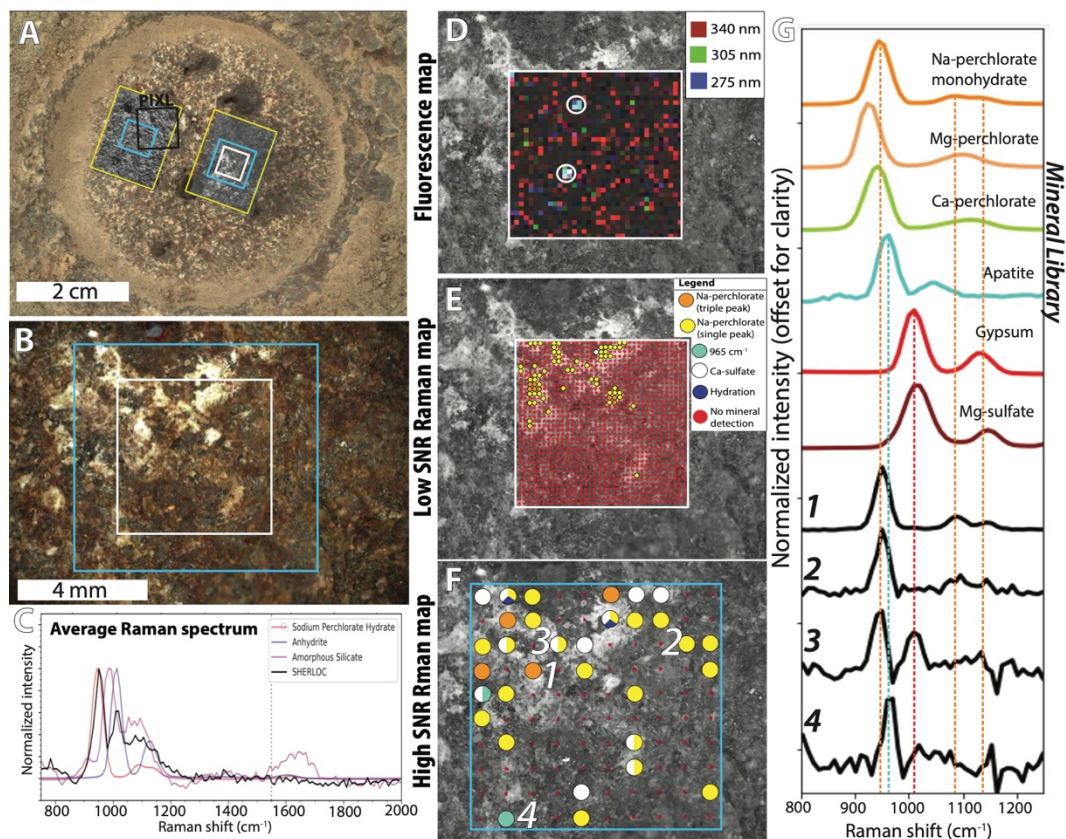 A
PIXL
2 cm
B
4 mm
C
Average Raman spectrum
Sodium Perchlorate Hydrate
Anhydrite
Amorphous Silicate
SHERLOC
Normalized intensity
800
1000
1200
1400
1600
1800
2000
Raman shift (cm⁻¹)
Fluorescence map
D
340 nm
305 nm
275 nm
Low SNR Raman map
E
Legend
Na-perchlorate
(triple peak)
Na-perchlorate
(single peak)
965 cm⁻¹
Ca-sulfate
Hydration
No mineral
detection
High SNR Rman map
F
3
2
1
4
G
Normalized intensity (offset for clarity)
Na-perchlorate
monohydrate
Mg-perchlorate
Ca-perchlorate
Apatite
Gypsum
Mg-sulfate
Mineral Library
1
2
3
4
800
900
1000
1100
1200
Raman shift (cm⁻¹)